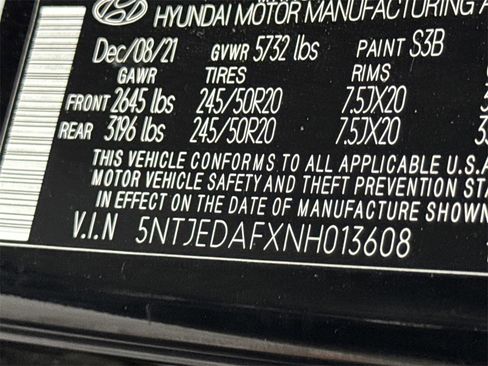 HYUNDAI MOTOR MANUFACTURING
Dec/08/21 GVWR 5732 lbs PAINT S3B
GAWR TIRES RIMS
FRONT 2645 lbs 245/50R20 7.5JX20
REAR 3196 lbs 245/50R20 7.5JX20
THIS VEHICLE CONFORMS TO ALL APPLICABLE U.S.A
MOTOR VEHICLE SAFETY AND THEFT PREVENTION
IN EFFECT ON THE DATE OF MANUFACTURE SHOWN
V.I.N 5NTJEDAFXNH013608